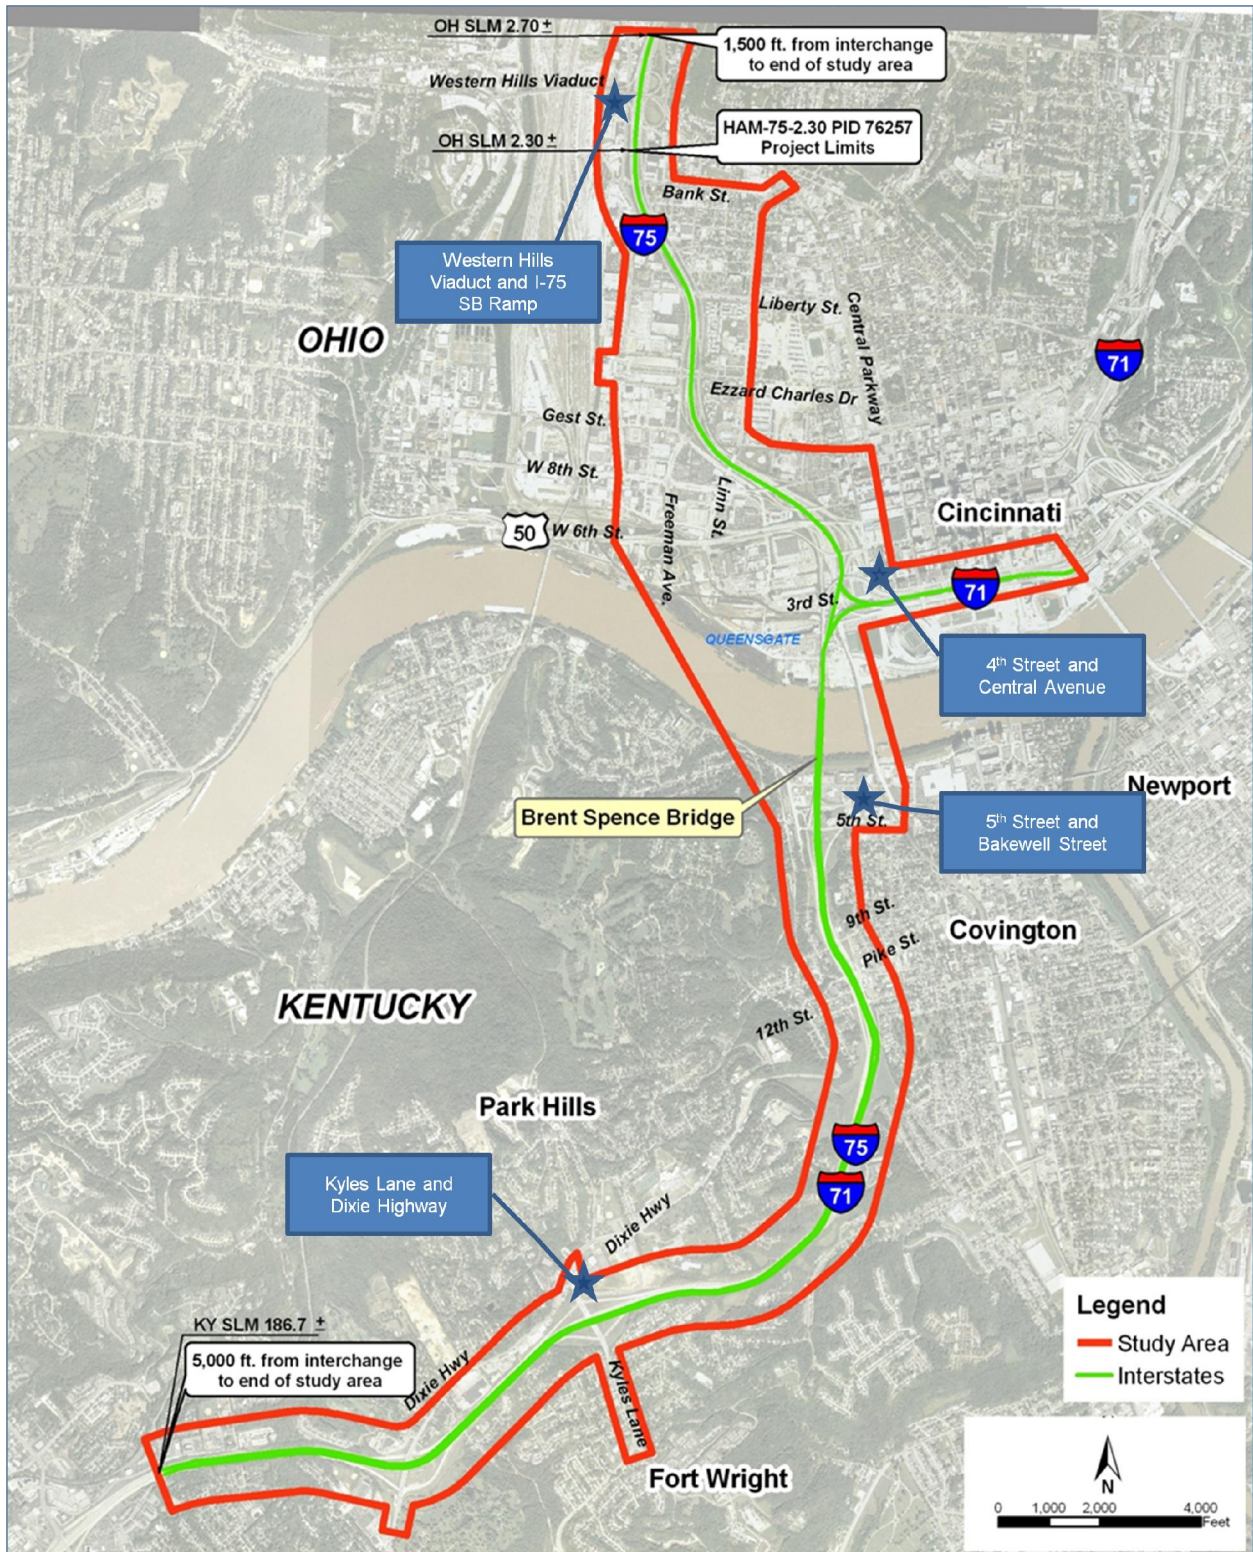 OH SLM 2.70 ±
1,500 ft. from interchange
to end of study area
Western Hills Viaduct
HAM-75-2.30 PID 76257
Project Limits
OH SLM 2.30 ±
Bank St.
75
Western Hills
Viaduct and I-75
SB Ramp
Liberty St.
Central Parkway
OHIO
71
Ezzard Charles Dr
Gest St.
W 8th St.
Linn St.
Freeman Ave.
Cincinnati
50
W 6th St.
71
3rd St.
QUEENSGATE
4th Street and
Central Avenue
Newport
Brent Spence Bridge
5th St.
5th Street and
Bakewell Street
9th St.
Covington
Pike St.
KENTUCKY
12th St.
Park Hills
75
71
Kyles Lane and
Dixie Highway
Dixie Hwy
KY SLM 186.7 ±
5,000 ft. from interchange
to end of study area
Dixie Hwy
Kyles Lane
Fort Wright
Legend
Study Area
Interstates
N
0 1,000 2,000 4,000
Feet